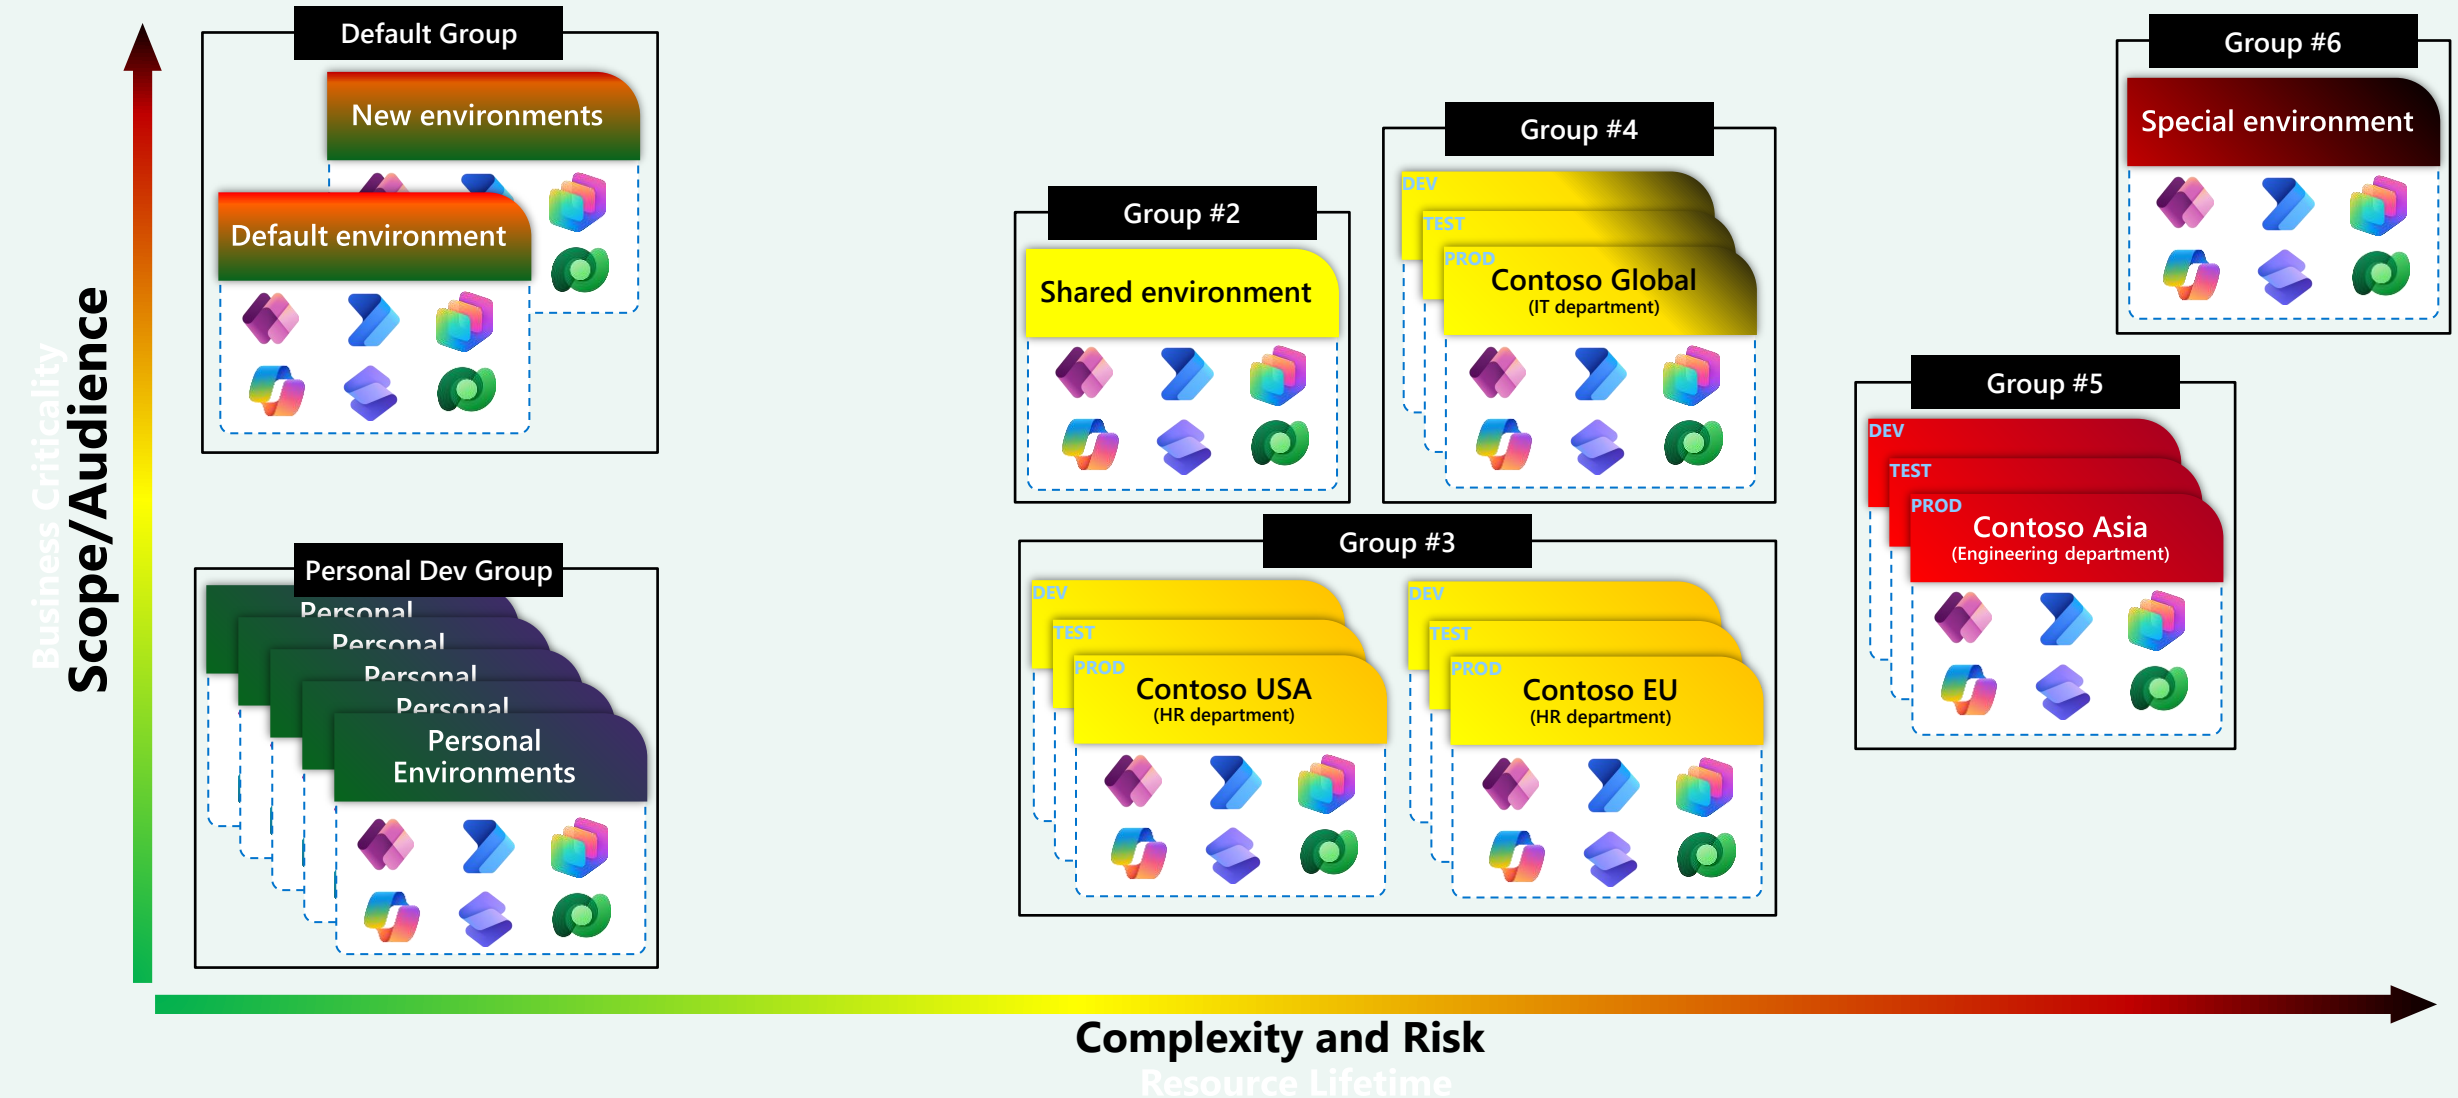 Business Criticality
Scope/Audience
Default Group
New environments
Default environment
Personal Dev Group
Personal
Personal
Personal
Personal
Personal
Environments
Group #2
Shared environment
Group #4
DEV
TEST
PROD
Contoso Global
(IT department)
Group #3
DEV
TEST
PROD
Contoso USA
(HR department)
DEV
TEST
PROD
Contoso EU
(HR department)
Group #6
Special environment
Group #5
DEV
TEST
PROD
Contoso Asia
(Engineering department)
Complexity and Risk
Resource Lifetime